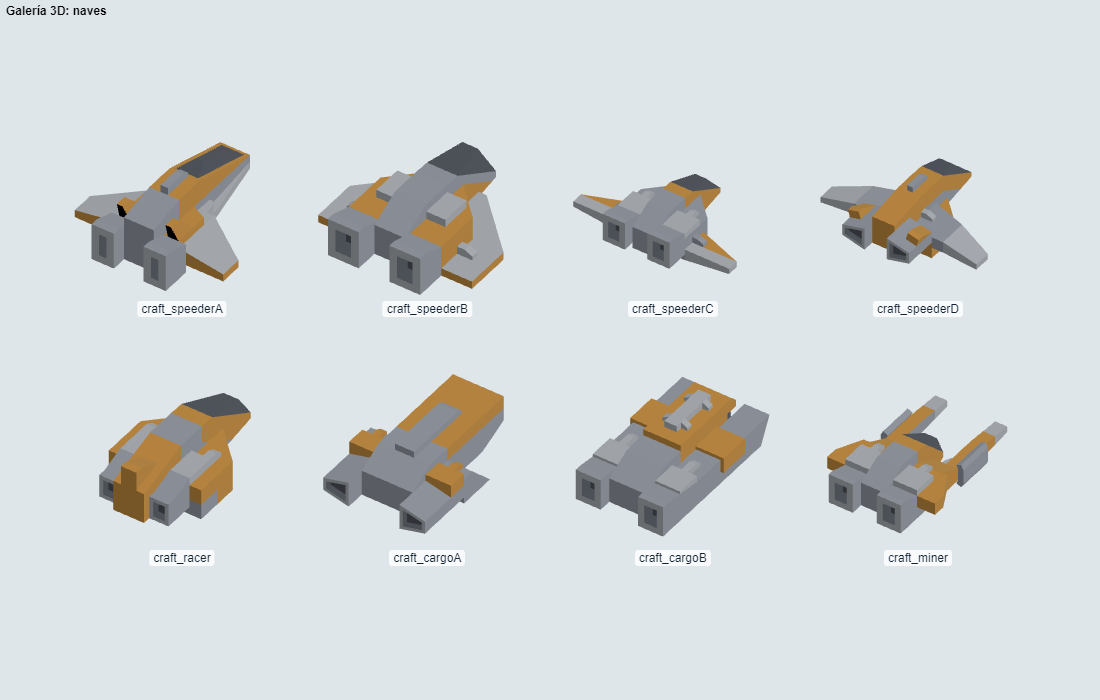 Galería 3D: naves
craft_speederA
craft_speederB
craft_speederC
craft_speederD
craft_racer
craft_cargoA
craft_cargoB
craft_miner